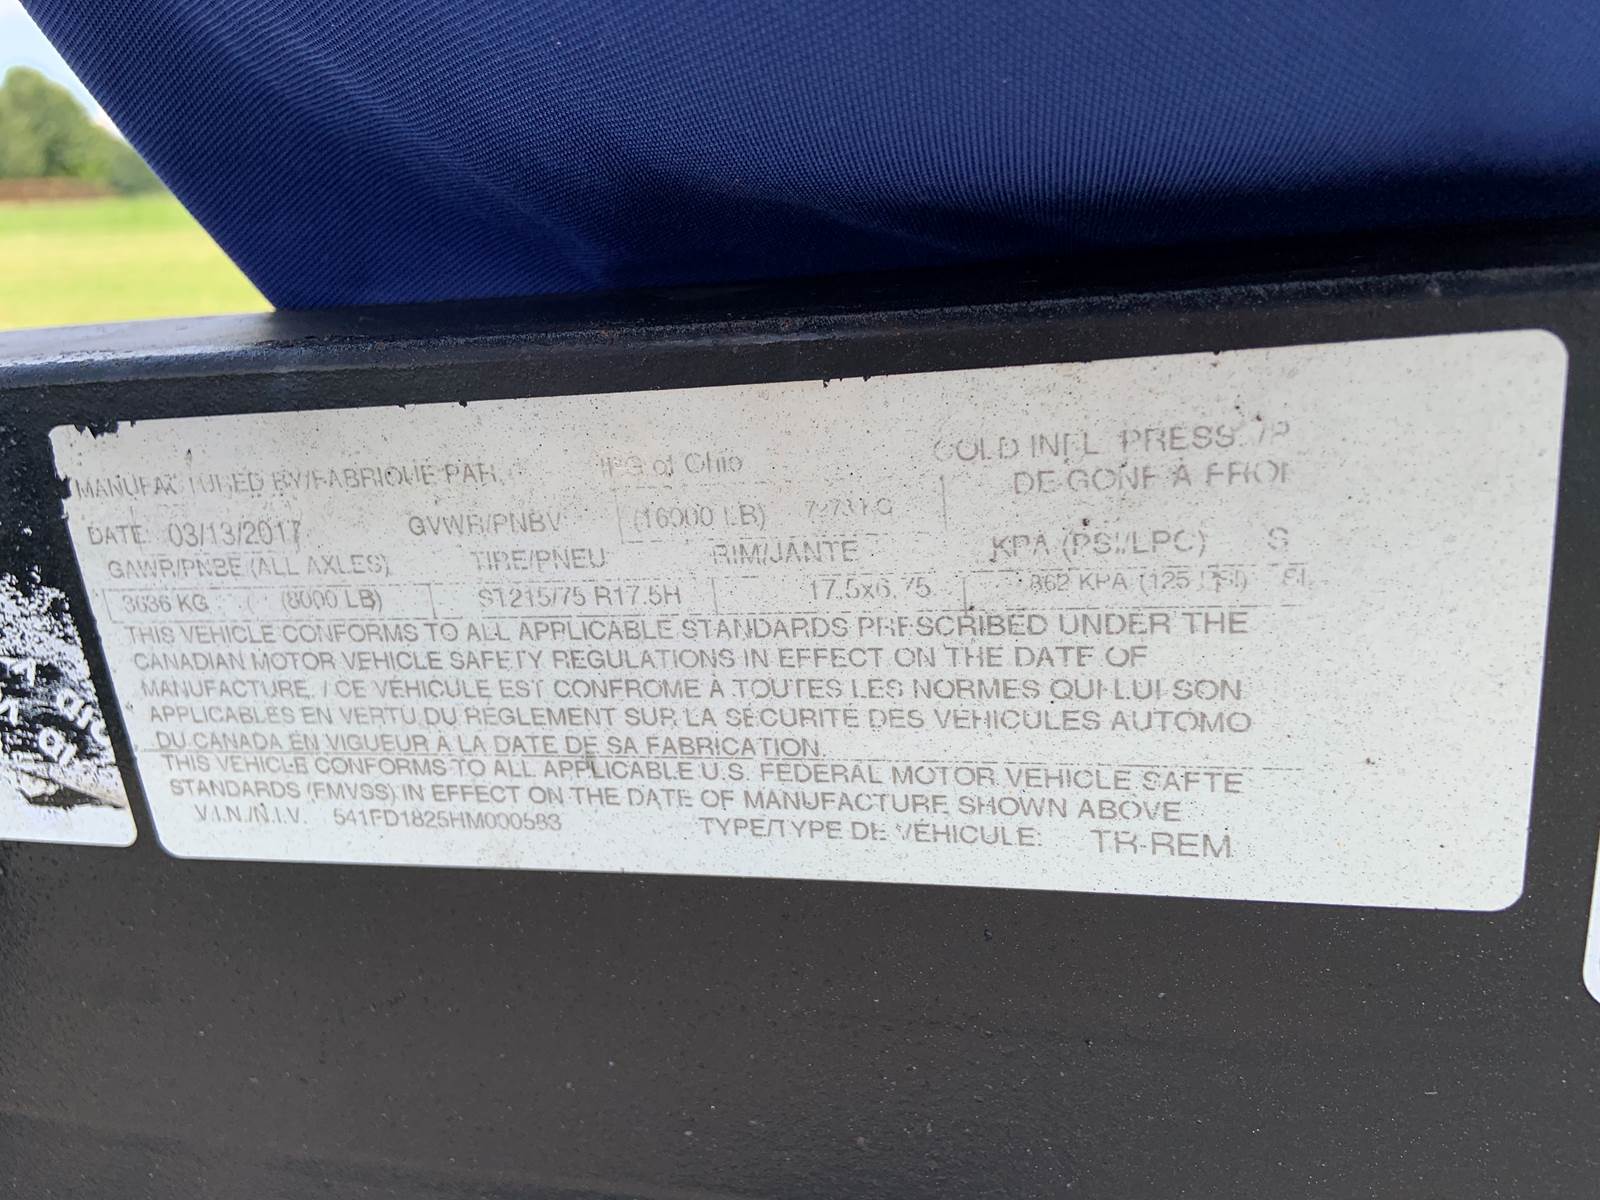 MANUFACTURED BY/FABRIQUE PAR of Ohio COLD INFL. PRESS. /P
DE GONF A FROI
DATE 03/13/2017 GVWR/PNBV (16000 LB) 7273 KG
GAWR/PNBE (ALL AXLES) TIRE/PNEU RIM/JANTE KPA (PSI/LPC) S
3636 KG (8000 LB) ST215/75 R17.5H 17.5x6.75 862 KPA (125 PSI) SI
THIS VEHICLE CONFORMS TO ALL APPLICABLE STANDARDS PRESCRIBED UNDER THE
CANADIAN MOTOR VEHICLE SAFETY REGULATIONS IN EFFECT ON THE DATE OF
MANUFACTURE. / CE VÉHICULE EST CONFROME À TOUTES LES NORMES QUI LUI SON
APPLICABLES EN VERTU DU RÈGLEMENT SUR LA SÉCURITÉ DES VÉHICULES AUTOMO
DU CANADA EN VIGUEUR A LA DATE DE SA FABRICATION.
THIS VEHICLE CONFORMS TO ALL APPLICABLE U.S. FEDERAL MOTOR VEHICLE SAFTE
STANDARDS (FMVSS) IN EFFECT ON THE DATE OF MANUFACTURE SHOWN ABOVE
V.I.N./N.I.V. 541FD1825HM000583 TYPE/TYPE DE VÉHICULE: TR-REM